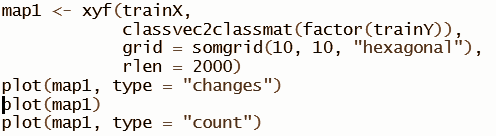 map1 <- xyf(trainX,
            classvec2classmat(factor(trainY)),
            grid = somgrid(10, 10, "hexagonal"),
            rlen = 2000)
plot(map1, type = "changes")
plot(map1)
plot(map1, type = "count")